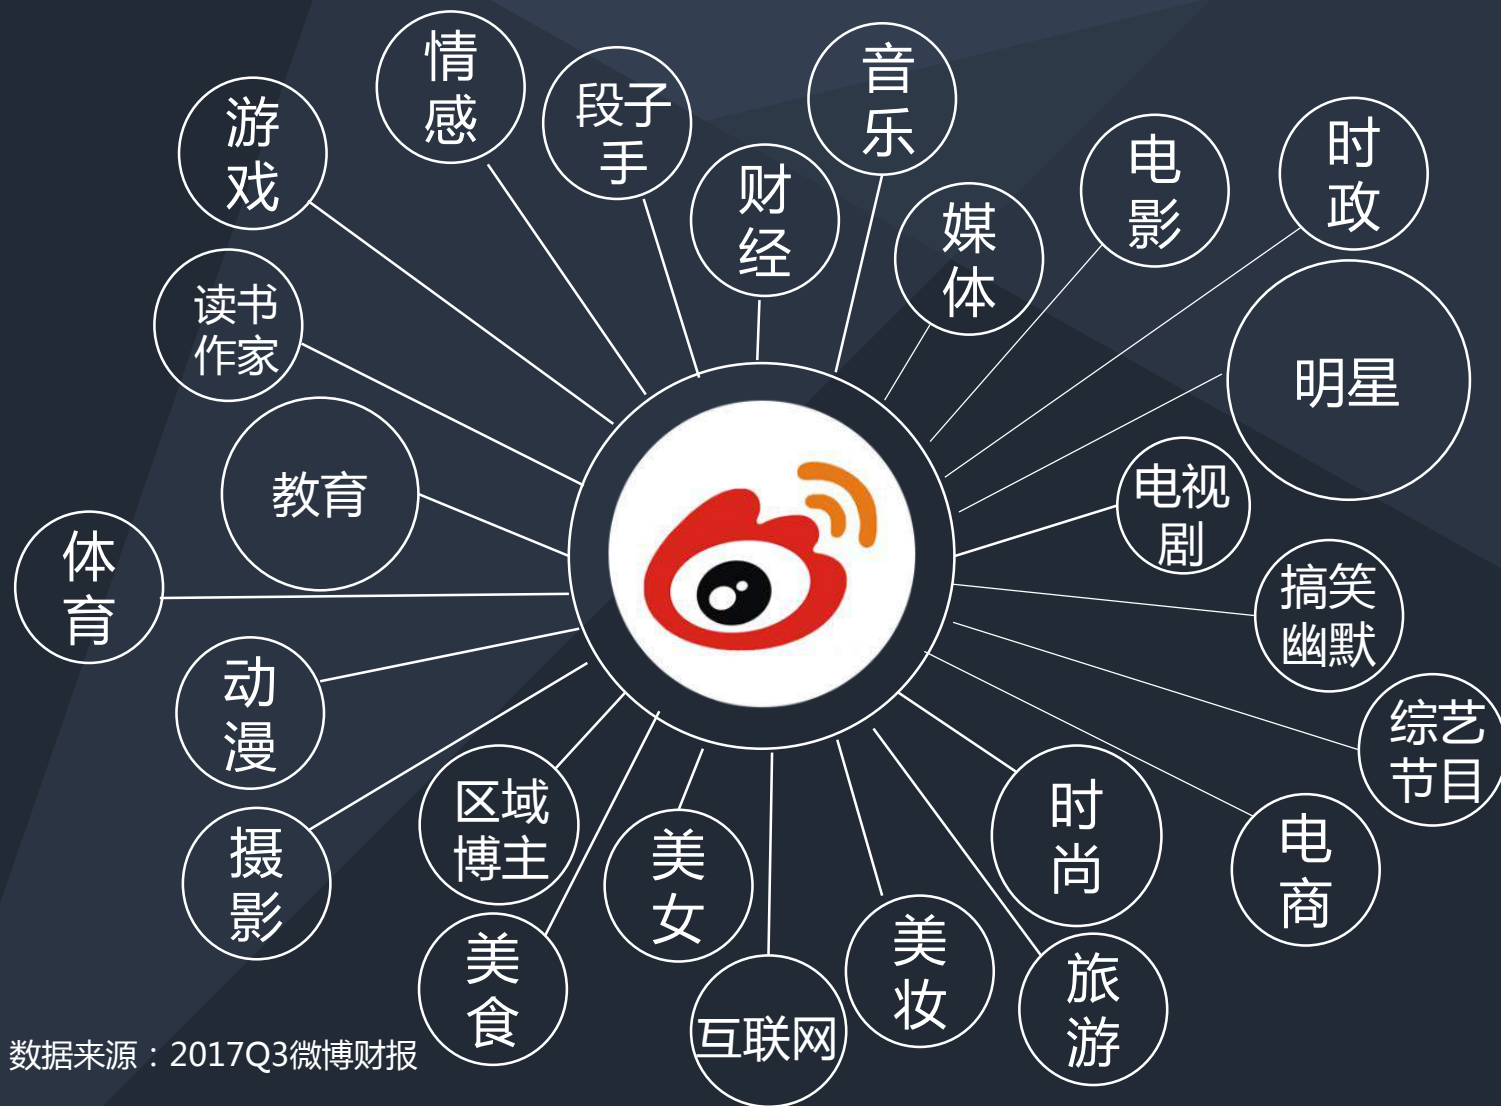 情
感
段子
手
音
乐
游
戏
财
经
电
影
时
政
媒
体
读书
作家
明星
教育
电视
剧
体
育
搞笑
幽默
动
漫
综艺
节目
区域
博主
时
尚
电
商
摄
影
美
女
美
食
美
妆
旅
游
互联网
数据来源：2017Q3微博财报